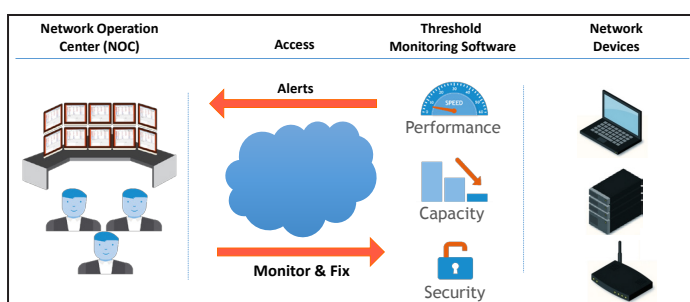 Network Operation
Center (NOC)
Access
Threshold
Monitoring Software
Network
Devices
Alerts
SPEED
Performance
Capacity
Monitor & Fix
Security